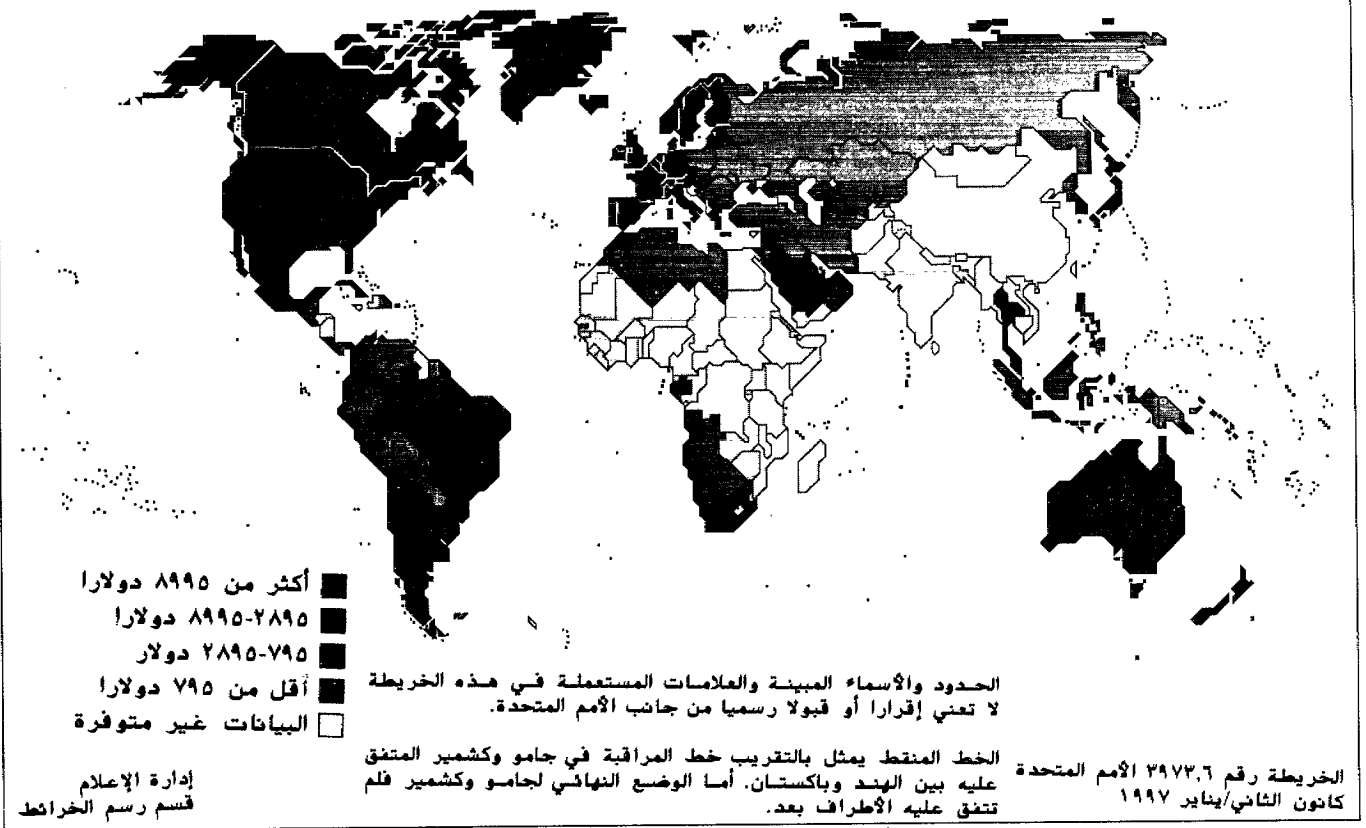 أكثر من ٨٩٩٥ دولارا
٢٨٩٥-٨٩٩٥ دولارا
٧٩٥-٢٨٩٥ دولار
أقل من ٧٩٥ دولارا
البيانات غير متوفرة
الحدود والأسماء المبينة والعلامات المستعملة في هذه الخريطة
لا تعني إقرارا أو قبولا رسميا من جانب الأمم المتحدة.
الخط المنقط يمثل بالتقريب خط المراقبة في جامو وكشمير المتفق
عليه بين الهند وباكستان. أما الوضع النهائي لجامو وكشمير فلم
تتفق عليه الأطراف بعد.
الخريطة رقم ٣٩٧٣,٦ الأمم المتحدة
كانون الثاني/يناير ١٩٩٧
إدارة الإعلام
قسم رسم الخرائط